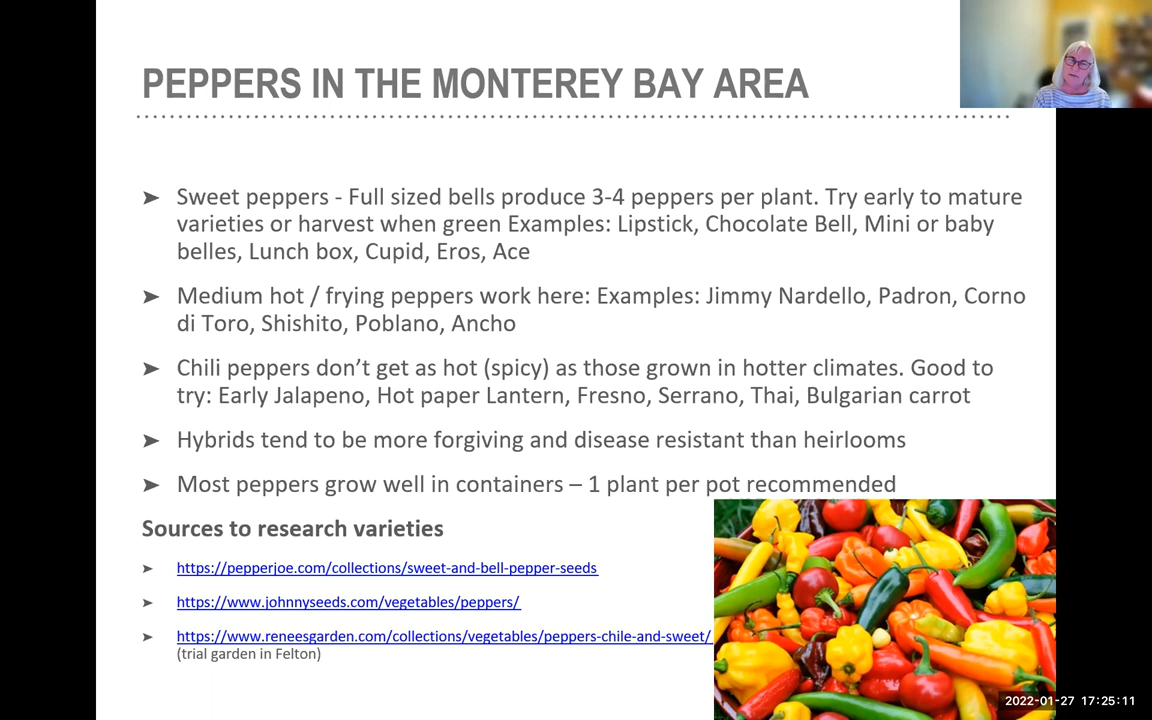 PEPPERS IN THE MONTEREY BAY AREA
➤ Sweet peppers - Full sized bells produce 3-4 peppers per plant. Try early to mature
varieties or harvest when green Examples: Lipstick, Chocolate Bell, Mini or baby
belles, Lunch box, Cupid, Eros, Ace
➤ Medium hot / frying peppers work here: Examples: Jimmy Nardello, Padron, Corno
di Toro, Shishito, Poblano, Ancho
➤ Chili peppers don’t get as hot (spicy) as those grown in hotter climates. Good to
try: Early Jalapeno, Hot paper Lantern, Fresno, Serrano, Thai, Bulgarian carrot
➤ Hybrids tend to be more forgiving and disease resistant than heirlooms
➤ Most peppers grow well in containers – 1 plant per pot recommended
Sources to research varieties
➤ https://pepperjoe.com/collections/sweet-and-bell-pepper-seeds
➤ https://www.johnnyseeds.com/vegetables/peppers/
➤ https://www.reneesgarden.com/collections/vegetables/peppers-chile-and-sweet/
(trial garden in Felton)
2022-01-27 17:25:11